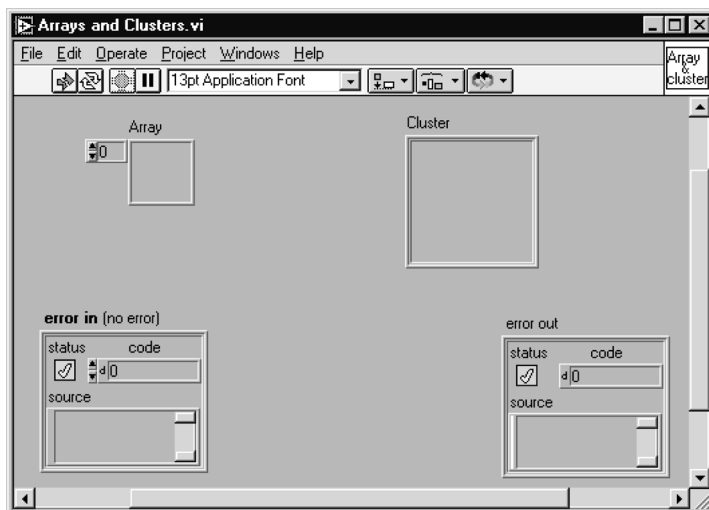 Arrays and Clusters.vi
File Edit Operate Project Windows Help
13pt Application Font
Array
&
cluster
Array
0
Cluster
error in (no error)
status code
d 0
source
error out
status code
d 0
source